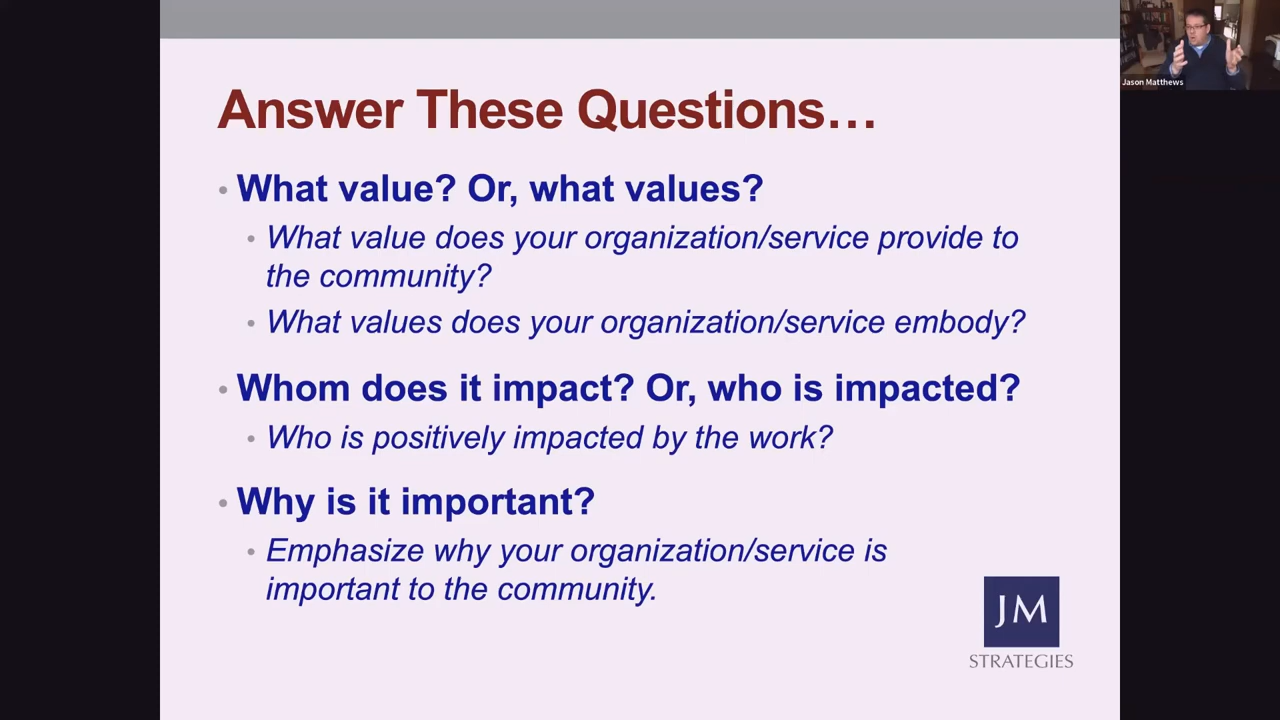 Jason Matthews
Answer These Questions…
• What value? Or, what values?
• What value does your organization/service provide to
the community?
• What values does your organization/service embody?
• Whom does it impact? Or, who is impacted?
• Who is positively impacted by the work?
• Why is it important?
• Emphasize why your organization/service is
important to the community.
JM
STRATEGIES